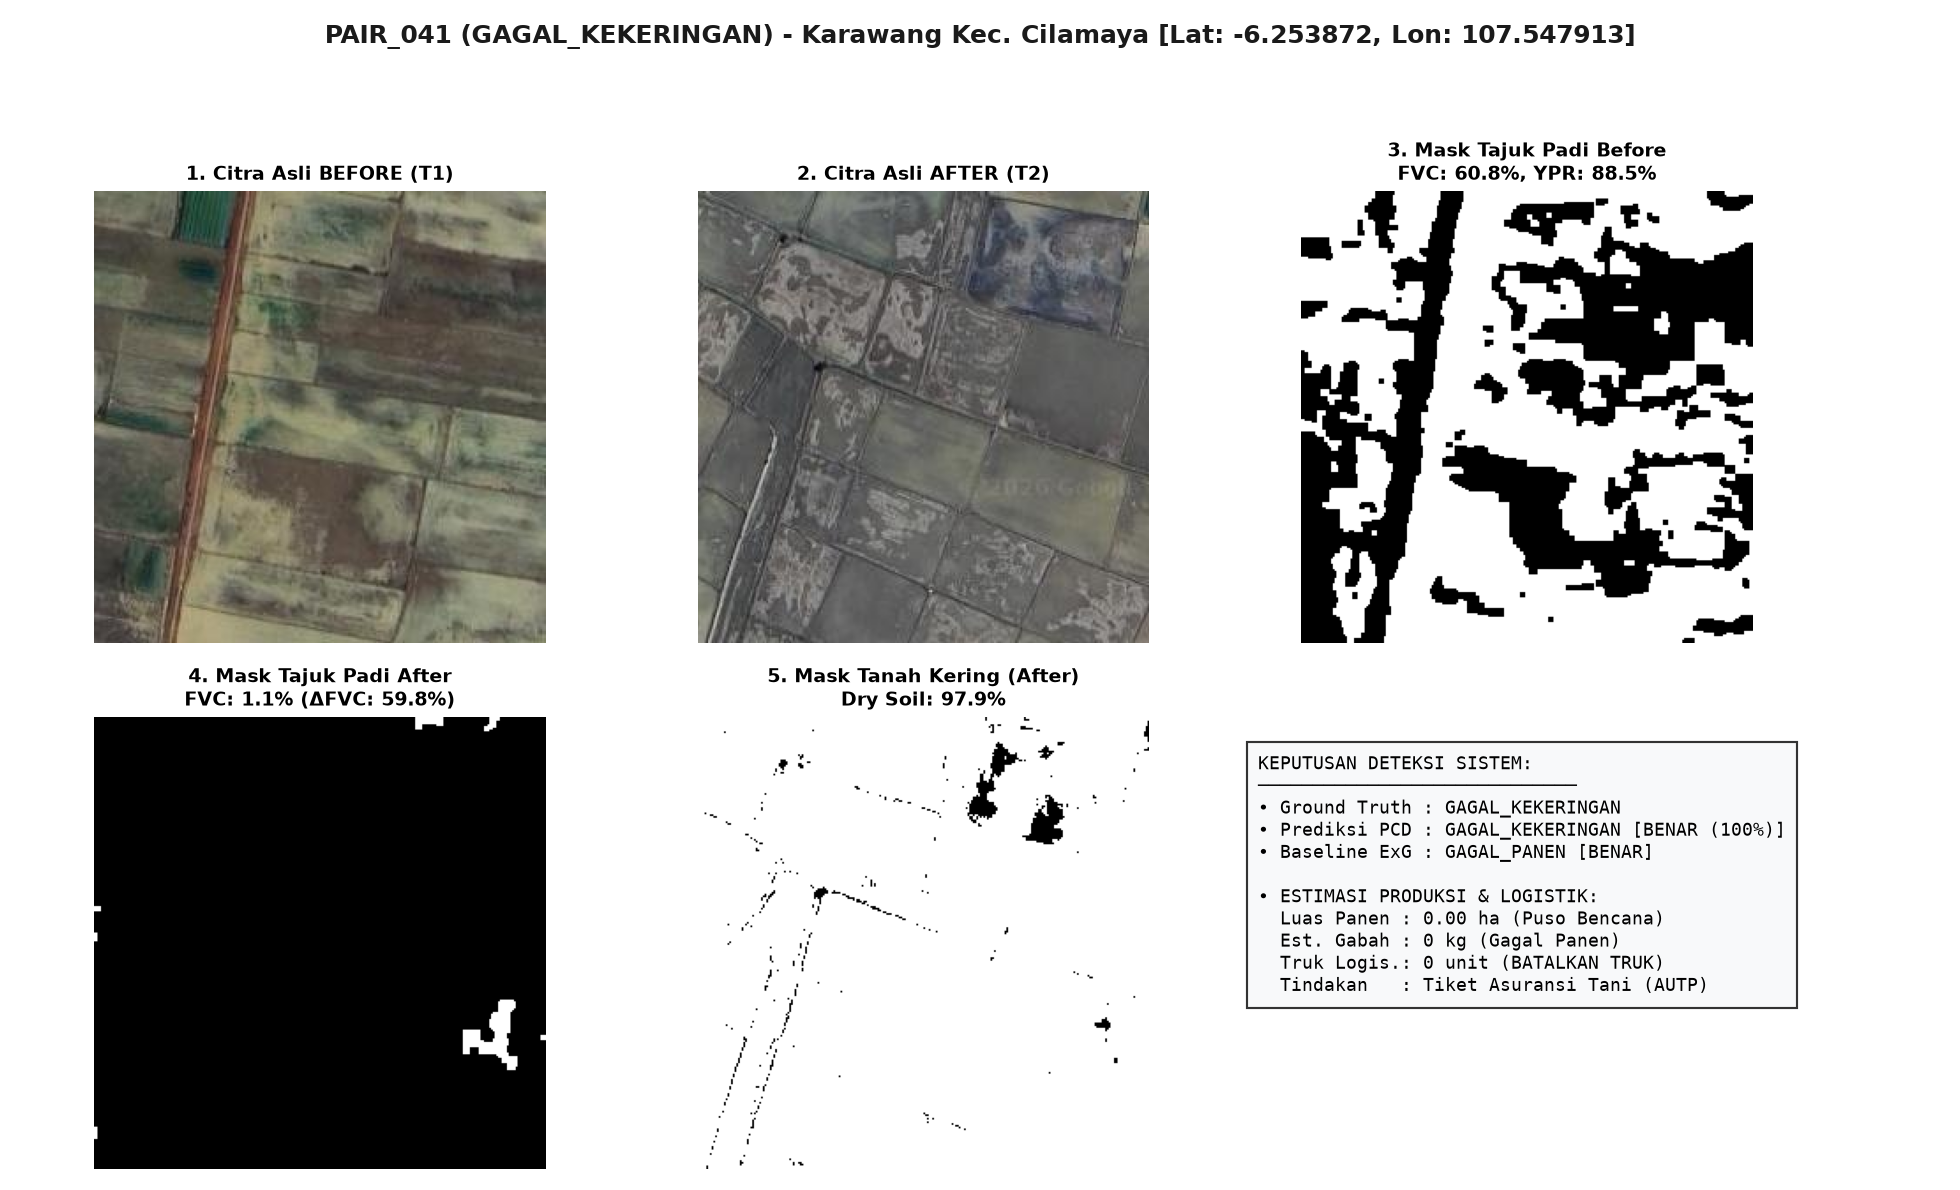 PAIR_041 (GAGAL_KEKERINGAN) - Karawang Kec. Cilamaya [Lat: -6.253872, Lon: 107.547913]
1. Citra Asli BEFORE (T1)
2. Citra Asli AFTER (T2)
3. Mask Tajuk Padi Before
FVC: 60.8%, YPR: 88.5%
4. Mask Tajuk Padi After
FVC: 1.1% (ΔFVC: 59.8%)
5. Mask Tanah Kering (After)
Dry Soil: 97.9%
KEPUTUSAN DETEKSI SISTEM:
• Ground Truth : GAGAL_KEKERINGAN
• Prediksi PCD : GAGAL_KEKERINGAN [BENAR (100%)]
• Baseline ExG : GAGAL_PANEN [BENAR]
• ESTIMASI PRODUKSI & LOGISTIK:
Luas Panen : 0.00 ha (Puso Bencana)
Est. Gabah : 0 kg (Gagal Panen)
Truk Logis.: 0 unit (BATALKAN TRUK)
Tindakan   : Tiket Asuransi Tani (AUTP)